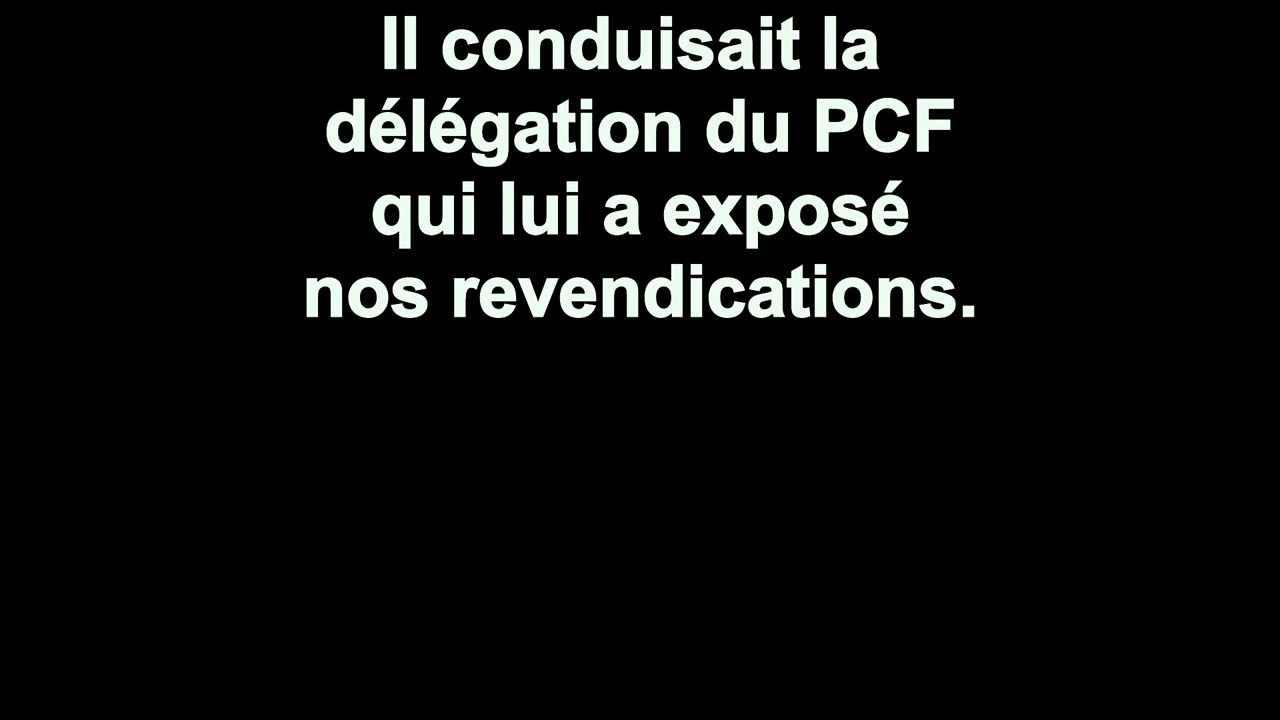 Il conduisait la
délégation du PCF
qui lui a exposé
nos revendications.